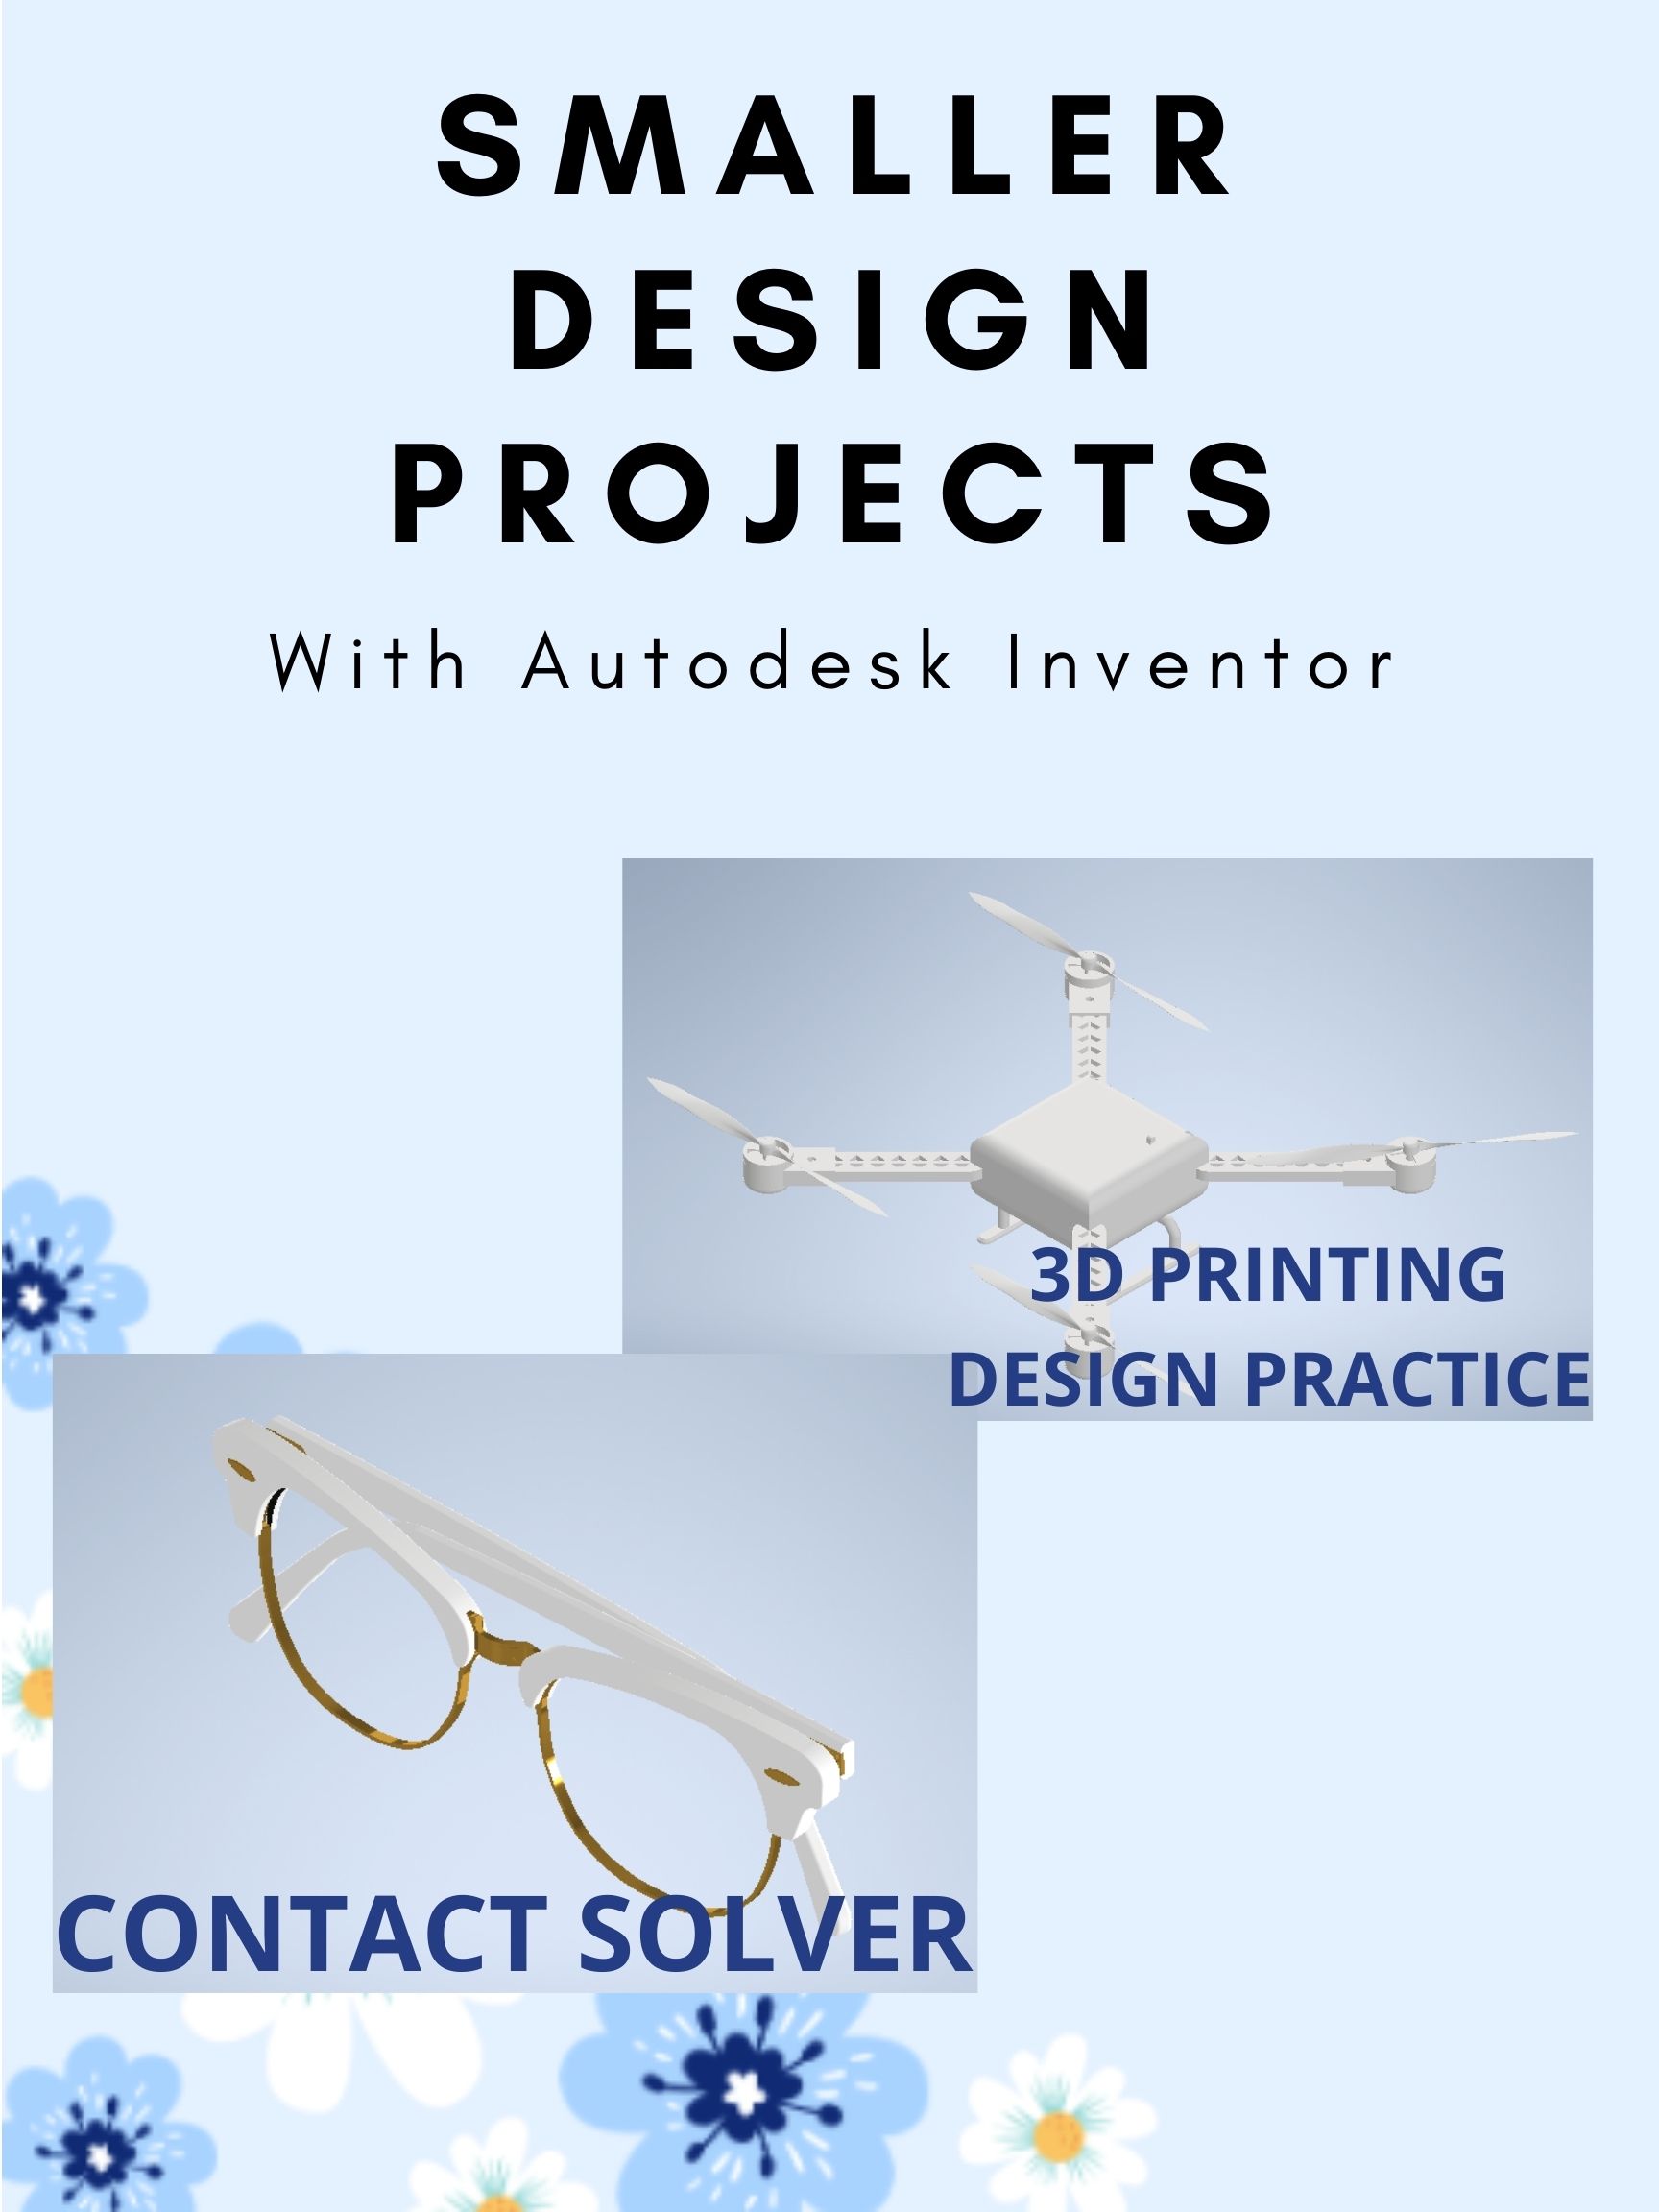 SMALLER
DESIGN
PROJECTS
With Autodesk Inventor
3D PRINTING
DESIGN PRACTICE
CONTACT SOLVER